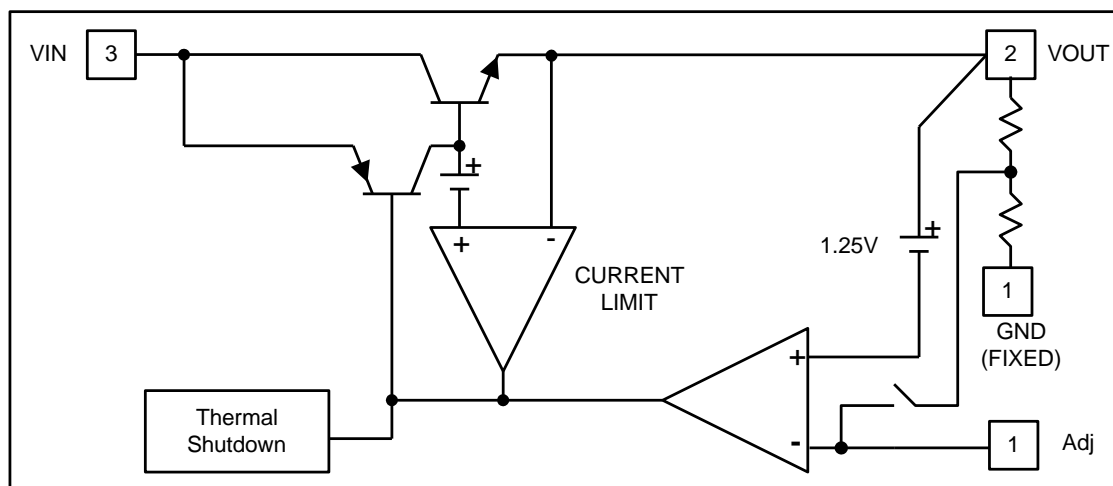 VIN
3
2
VOUT
+
+
-
CURRENT
LIMIT
1.25V
+
1
GND
(FIXED)
+
-
Thermal
Shutdown
1
Adj